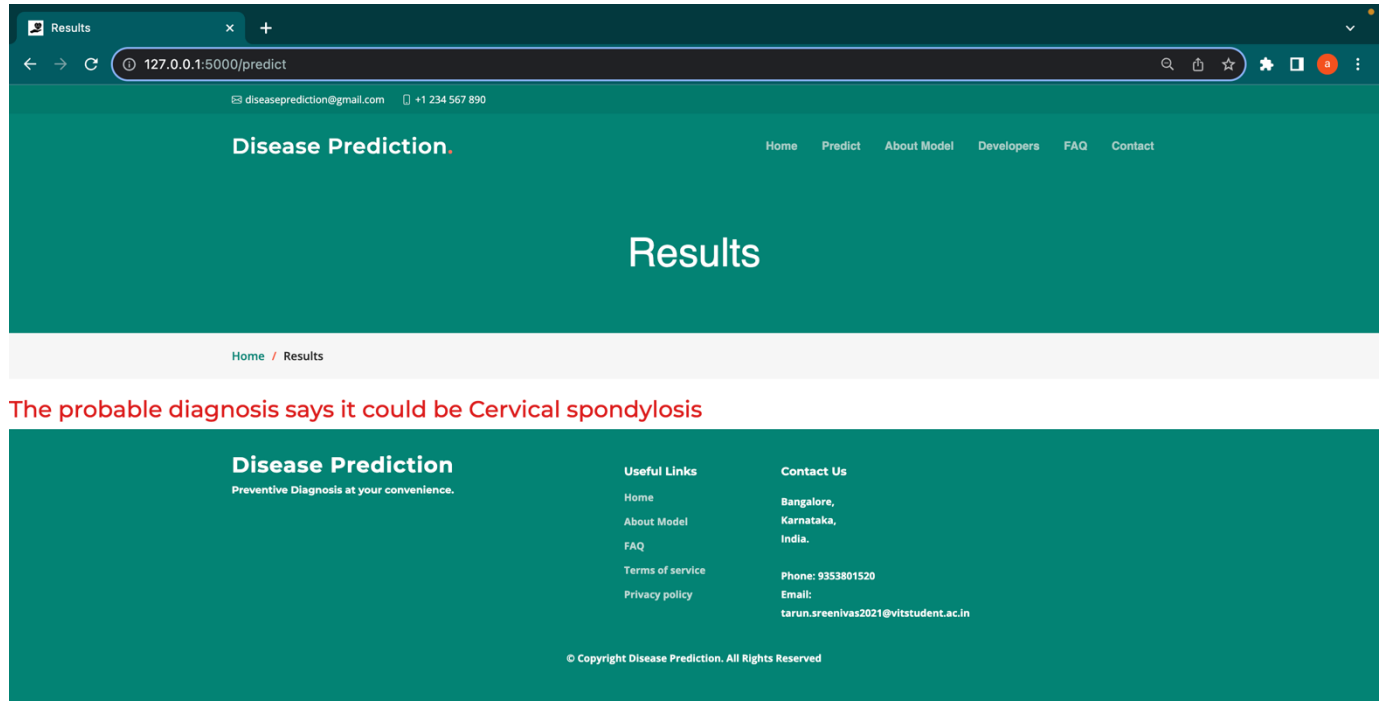 Results
127.0.0.1:5000/predict
a
diseaseprediction@gmail.com +1 234 567 890
Disease Prediction.
Home Predict About Model Developers FAQ Contact
Results
Home / Results
The probable diagnosis says it could be Cervical spondylosis
Disease Prediction
Preventive Diagnosis at your convenience.
Useful Links
Home
About Model
FAQ
Terms of service
Privacy policy
Contact Us
Bangalore,
Karnataka,
India.
Phone: 9353801520
Email:
tarun.sreenivas2021@vitstudent.ac.in
© Copyright Disease Prediction. All Rights Reserved